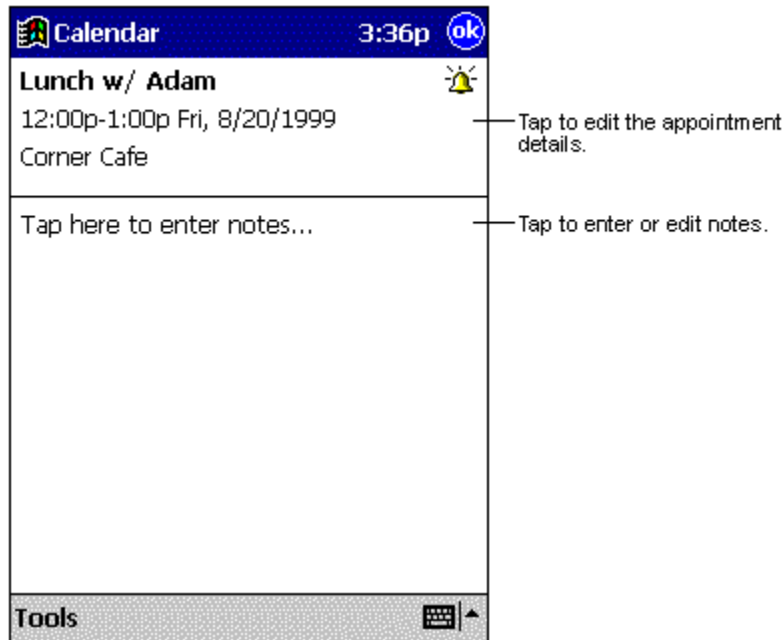 Calendar 3:36p ok
Lunch w/ Adam
12:00p-1:00p Fri, 8/20/1999
Corner Cafe
Tap to edit the appointment
details.
Tap here to enter notes...
Tap to enter or edit notes.
Tools